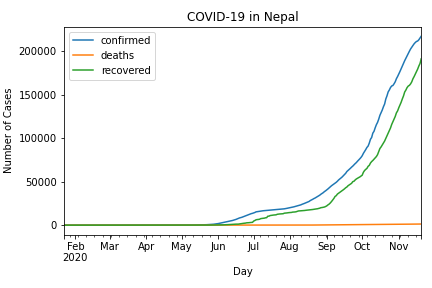 COVID-19 in Nepal
confirmed
deaths
recovered
Number of Cases
200000
150000
100000
50000
0
Feb Mar Apr May Jun Jul Aug Sep Oct Nov
2020
Day